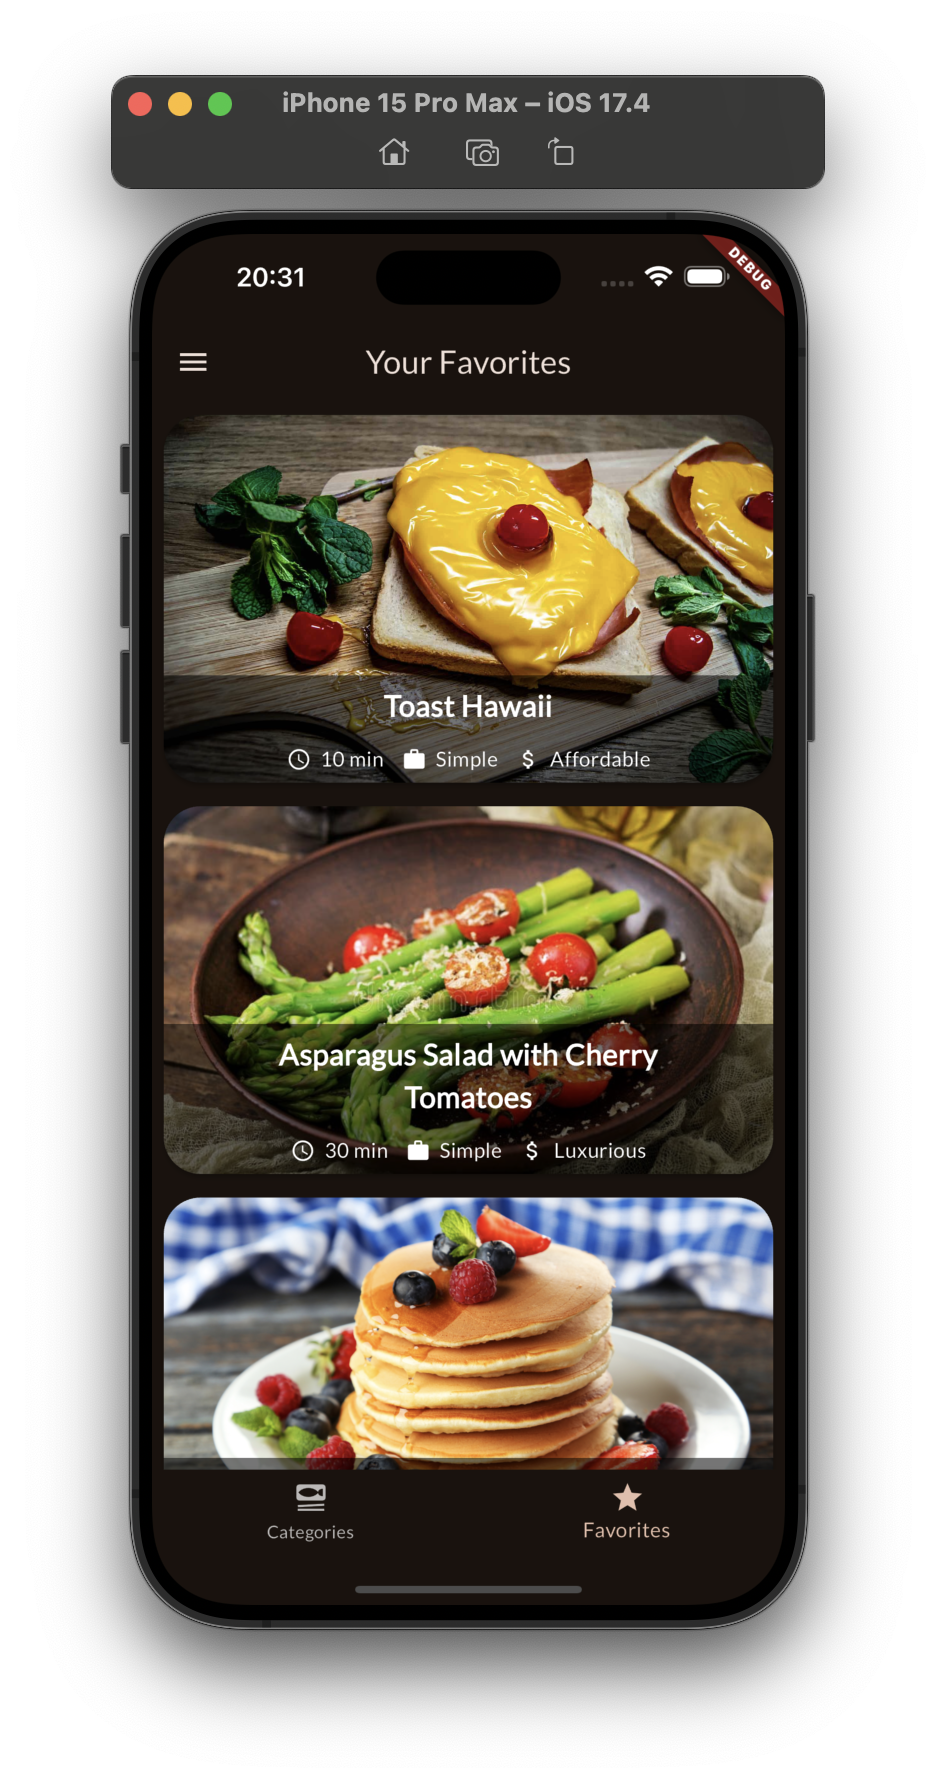 iPhone 15 Pro Max – iOS 17.4
20:31
DEBUG
Your Favorites
Toast Hawaii
10 min Simple $ Affordable
Asparagus Salad with Cherry
Tomatoes
30 min Simple $ Luxurious
Categories
Favorites